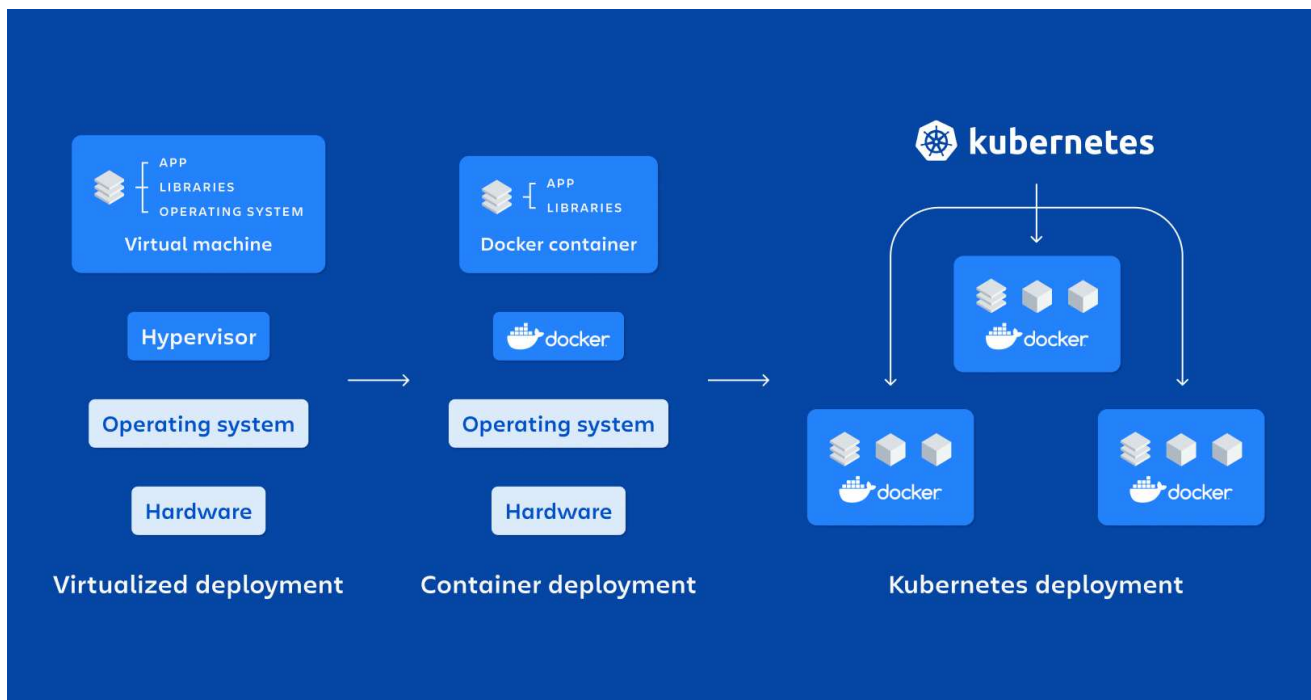 APP
LIBRARIES
OPERATING SYSTEM
Virtual machine
Hypervisor
Operating system
Hardware
Virtualized deployment
APP
LIBRARIES
Docker container
docker
Operating system
Hardware
Container deployment
kubernetes
docker
docker
docker
Kubernetes deployment